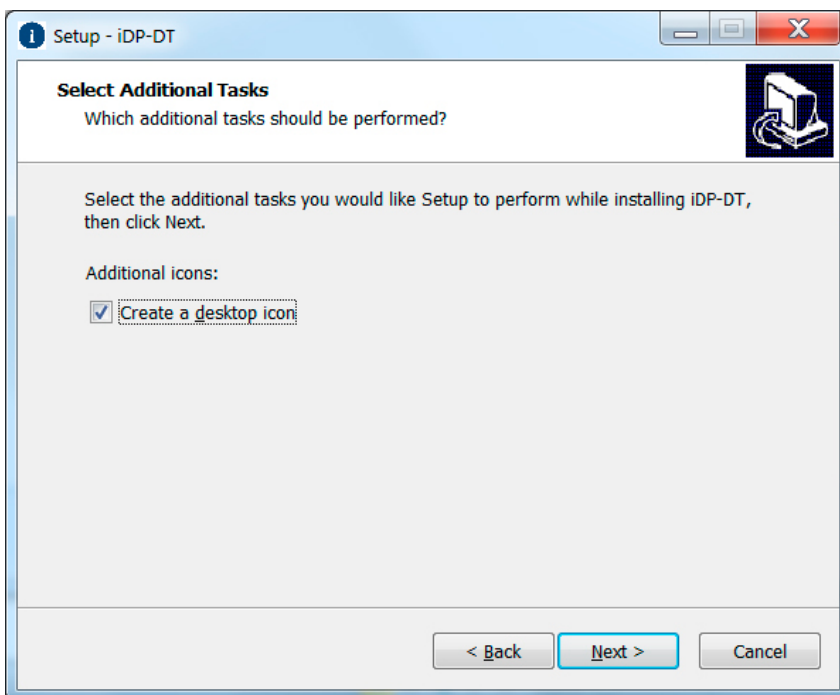 Setup - iDP-DT
Select Additional Tasks
Which additional tasks should be performed?
Select the additional tasks you would like Setup to perform while installing iDP-DT,
then click Next.
Additional icons:
Create a desktop icon
< Back Next > Cancel